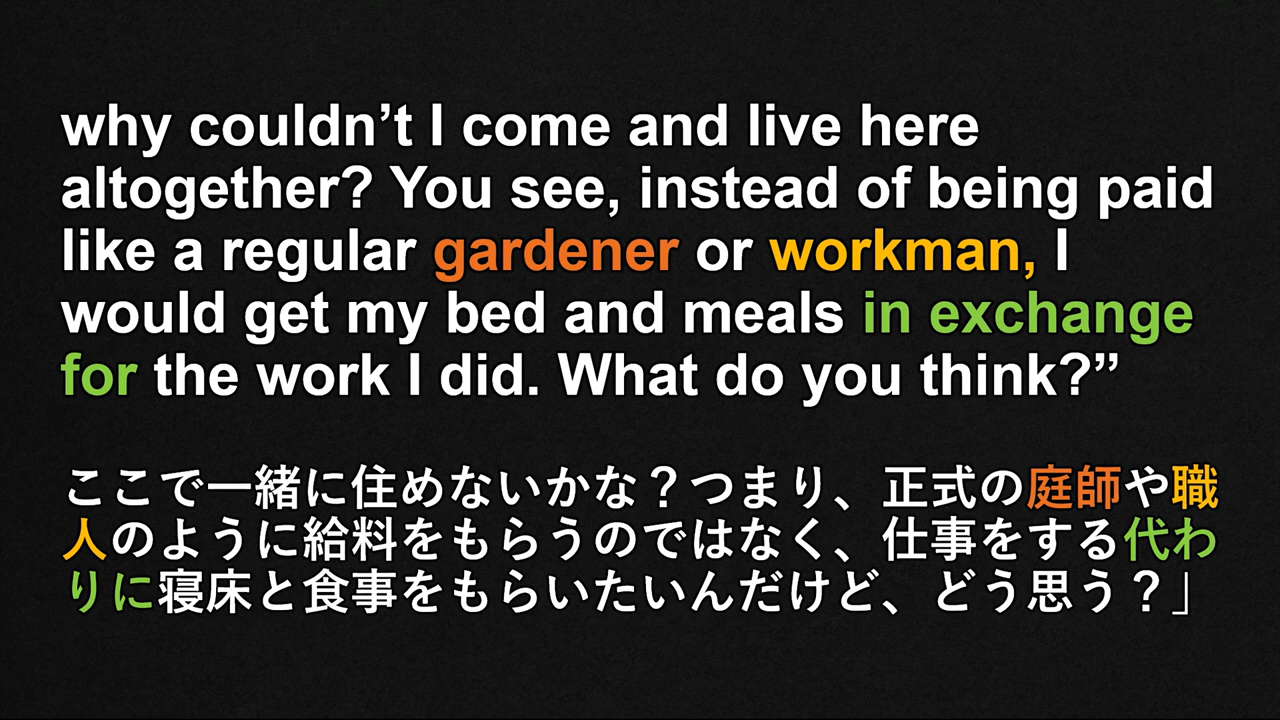 why couldn’t I come and live here
altogether? You see, instead of being paid
like a regular gardener or workman, I
would get my bed and meals in exchange
for the work I did. What do you think?”
ここで一緒に住めないかな？つまり、正式の庭師や職
人のように給料をもらうのではなく、仕事をする代わ
りに寝床と食事をもらいたいんだけど、どう思う？」